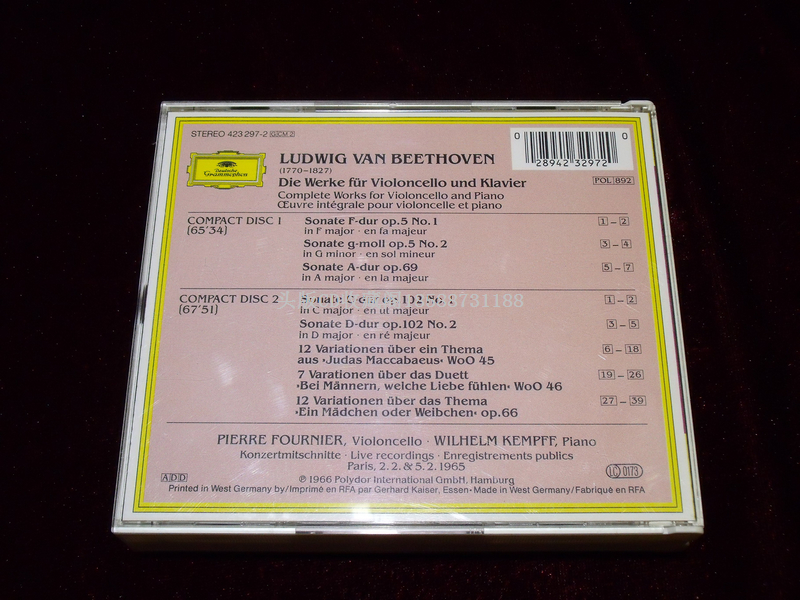 STEREO 423 297-2 GCM 2
0 28942 32972 0
Deutsche
Grammophon
LUDWIG VAN BEETHOVEN
(1770–1827)
Die Werke für Violoncello und Klavier
POL 892
Complete Works for Violoncello and Piano
Œuvre intégrale pour violoncelle et piano
COMPACT DISC 1
(65'34)
Sonate F-dur op.5 No.1
1 – 2
in F major · en fa majeur
Sonate g-moll op.5 No.2
3 – 4
in G minor · en sol mineur
Sonate A-dur op.69
5 – 7
in A major · en la majeur
COMPACT DISC 2
(67'51)
Sonate C-dur op.102 No.1
1 – 2
in C major · en ut majeur
Sonate D-dur op.102 No.2
3 – 5
in D major · en ré majeur
12 Variationen über ein Thema
6 – 18
aus »Judas Maccabaeus« WoO 45
7 Varationen über das Duett
19 – 26
»Bei Männern, welche Liebe fühlen« WoO 46
12 Variationen über das Thema
27 – 39
»Ein Mädchen oder Weibchen« op.66
PIERRE FOURNIER, Violoncello · WILHELM KEMPFF, Piano
Konzertmitschnitte · Live recordings · Enregistrements publics
Paris, 2.2. & 5.2. 1965
ADD
LC 0173
℗ 1966 Polydor International GmbH, Hamburg
Printed in West Germany by/Imprimé en RFA par Gerhard Kaiser, Essen · Made in West Germany/Fabriqué en RFA